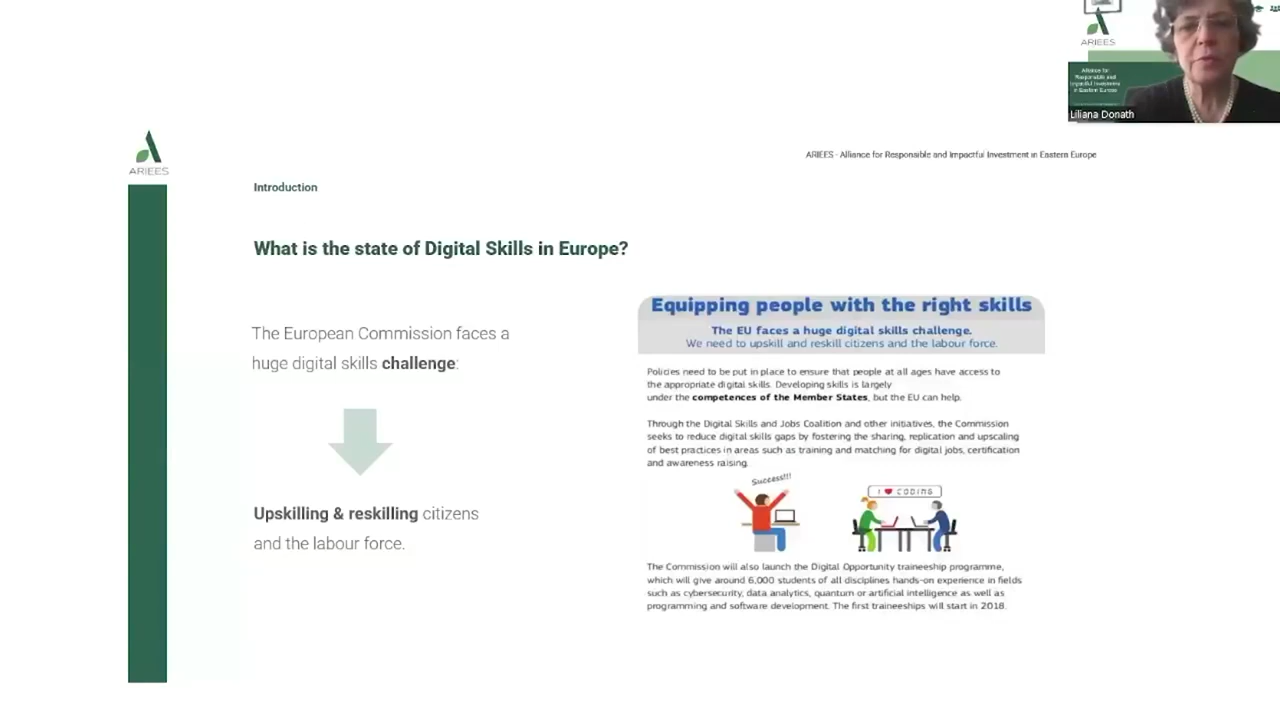 ARIEES
Alliance for
Responsible and
Impactful Investment
in Eastern Europe
Liliana Donath
ARIEES
ARIEES - Alliance for Responsible and Impactful Investment in Eastern Europe
Introduction
What is the state of Digital Skills in Europe?
The European Commission faces a
huge digital skills challenge:
Upskilling & reskilling citizens
and the labour force.
Equipping people with the right skills
The EU faces a huge digital skills challenge.
We need to upskill and reskill citizens and the labour force.
Policies need to be put in place to ensure that people at all ages have access to
the appropriate digital skills. Developing skills is largely
under the competences of the Member States, but the EU can help.
Through the Digital Skills and Jobs Coalition and other initiatives, the Commission
seeks to reduce digital skills gaps by fostering the sharing, replication and upscaling
of best practices in areas such as training and matching for digital jobs, certification
and awareness raising.
Success!!!
I ♥ CODING
The Commission will also launch the Digital Opportunity traineeship programme,
which will give around 6,000 students of all disciplines hands-on experience in fields
such as cybersecurity, data analytics, quantum or artificial intelligence as well as
programming and software development. The first traineeships will start in 2018.